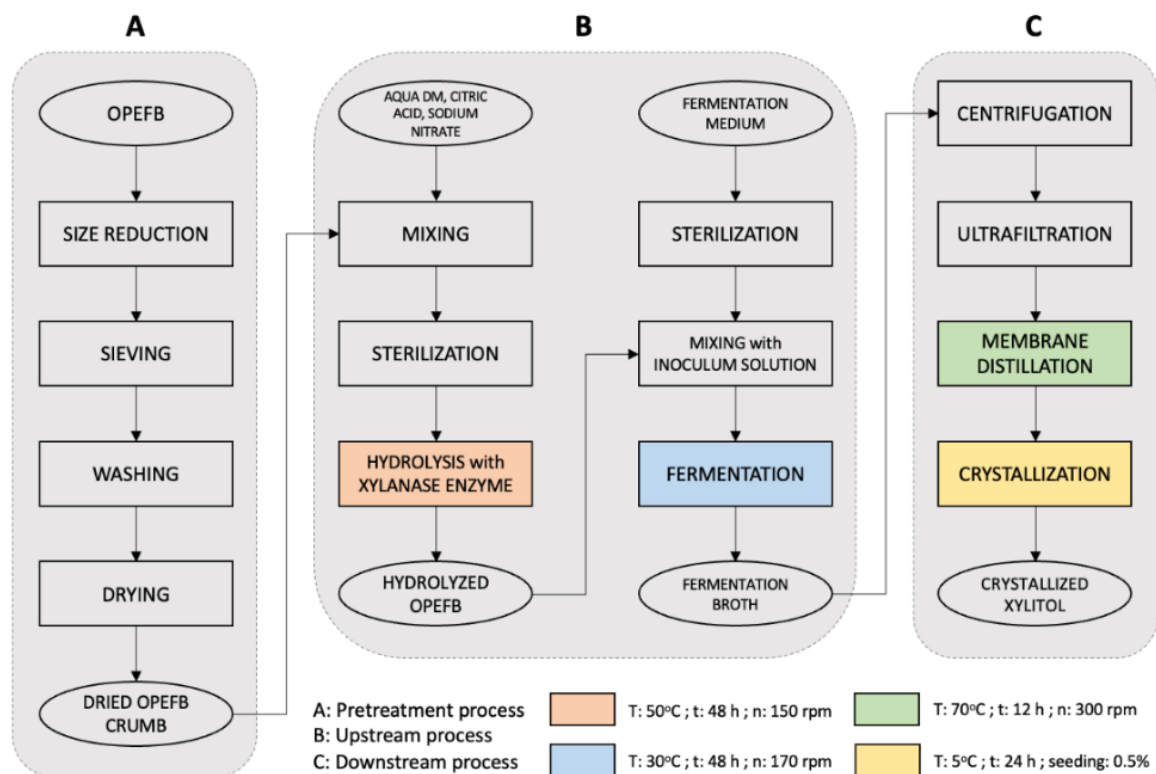 A
OPEFB
SIZE REDUCTION
SIEVING
WASHING
DRYING
DRIED OPEFB
CRUMB
B
AQUA DM, CITRIC
ACID, SODIUM
NITRATE
MIXING
STERILIZATION
HYDROLYSIS with
XYLANASE ENZYME
HYDROLYZED
OPEFB
FERMENTATION
MEDIUM
STERILIZATION
MIXING with
INOCULUM SOLUTION
FERMENTATION
FERMENTATION
BROTH
C
CENTRIFUGATION
ULTRAFILTRATION
MEMBRANE
DISTILLATION
CRYSTALLIZATION
CRYSTALLIZED
XYLITOL
A: Pretreatment process
B: Upstream process
C: Downstream process
T: 50°C ; t: 48 h ; n: 150 rpm
T: 30°C ; t: 48 h ; n: 170 rpm
T: 70°C ; t: 12 h ; n: 300 rpm
T: 5°C ; t: 24 h ; seeding: 0.5%